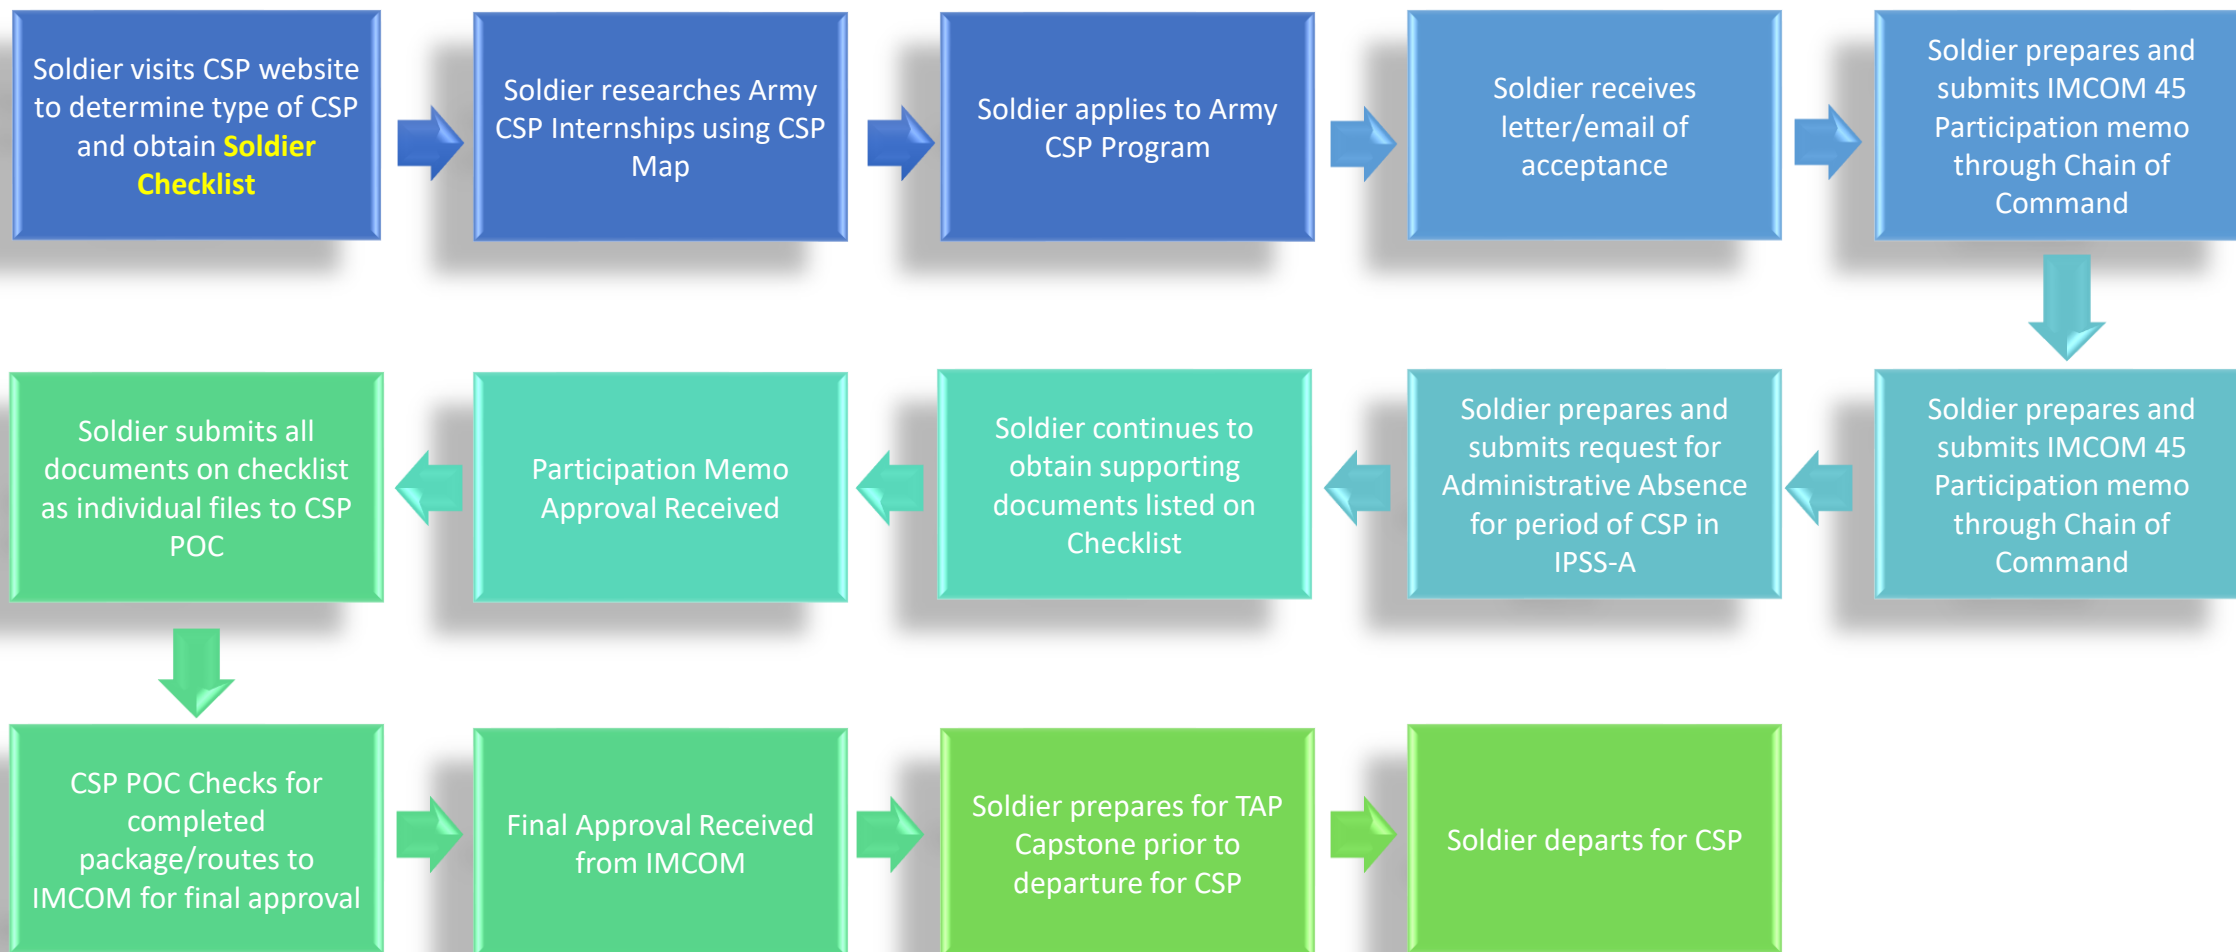 Soldier visits CSP website
to determine type of CSP
and obtain Soldier
Checklist
Soldier researches Army
CSP Internships using CSP
Map
Soldier applies to Army
CSP Program
Soldier receives
letter/email of
acceptance
Soldier prepares and
submits IMCOM 45
Participation memo
through Chain of
Command
Soldier prepares and
submits IMCOM 45
Participation memo
through Chain of
Command
Soldier prepares and
submits request for
Administrative Absence
for period of CSP in
IPSS-A
Soldier continues to
obtain supporting
documents listed on
Checklist
Participation Memo
Approval Received
Soldier submits all
documents on checklist
as individual files to CSP
POC
CSP POC Checks for
completed
package/routes to
IMCOM for final approval
Final Approval Received
from IMCOM
Soldier prepares for TAP
Capstone prior to
departure for CSP
Soldier departs for CSP